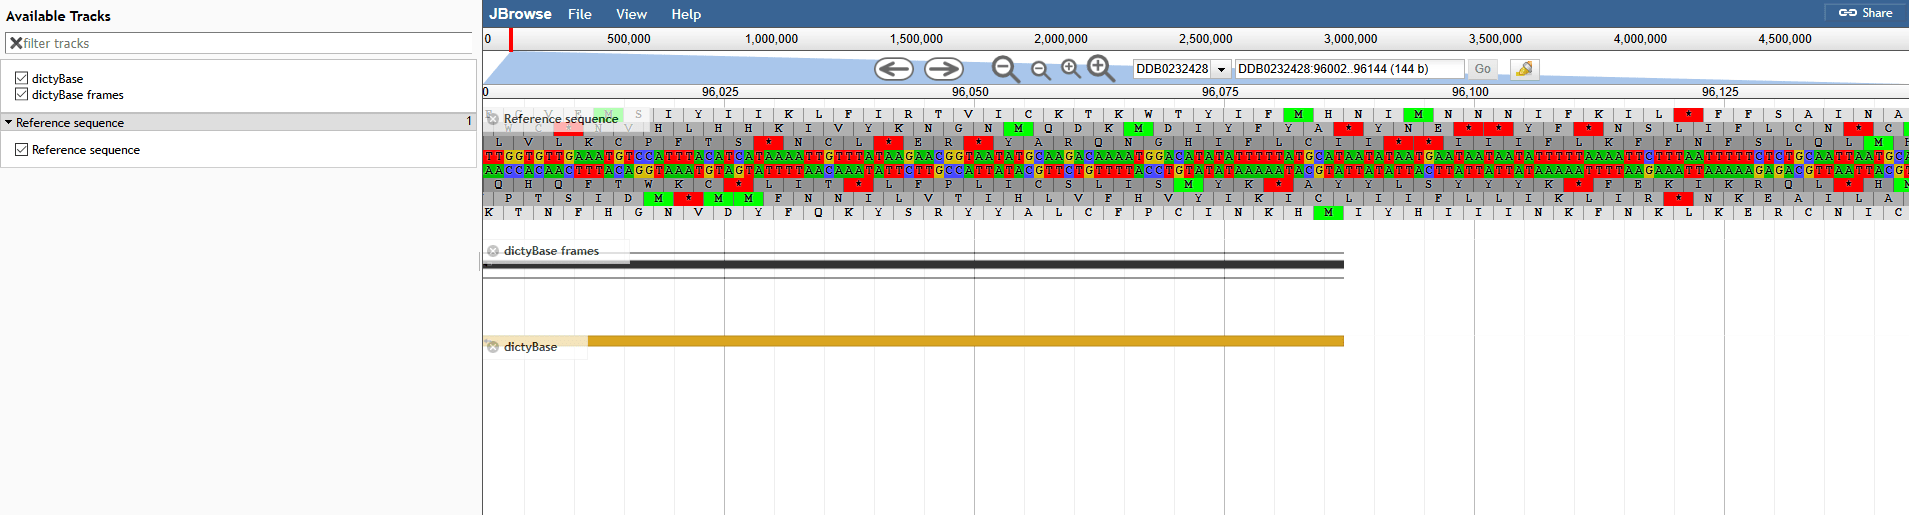 Available Tracks
filter tracks
dictyBase
dictyBase frames
Reference sequence 1
Reference sequence
JBrowse File View Help Share
0 500,000 1,000,000 1,500,000 2,000,000 2,500,000 3,000,000 3,500,000 4,000,000 4,500,000
DDB0232428 DDB0232428:96002..96144 (144 b) Go
0 96,025 96,050 96,075 96,100 96,125
Reference sequence
S I Y I I K L F I R T V I C K T K W T Y I F M H N I M N N N I F K I L * F F S A I N A
H L H H K I V Y K N G N M Q D K M D I Y F Y A * Y N E * * Y F * N S L I F L C N * C
L V L K C P F T S * N C L * E R * Y A R Q N G H I F L C I I * * I I I F L K F F N F S L Q L M
TTGGTGTTGAAATGTCCATTTACATCATAAAATTGTTTATAAGAACGGTAATATGCAAGACAAAATGGACATATATTTTTATGCATAATATAATGAATAATAATATTTTTAAAATTCTTTAATTTTTCTCTGCAATTAATGCA
AACCACAACTTTACAGGTAAATGTAGTATTTTAACAAATATTCTTGCCATTATACGTTCTGTTTTACCTGTATATAAAAATACGTATTATATTACTTATTATTATAAAAATTTTAAGAAATTAAAAAGAGACGTTAATTACGT
Q H Q F T W K C * L I T * L F P L I C S L I S M Y K * A Y Y L S Y Y Y K * F E K I K R Q L * H
P T S I D M * M M F N N I L V T I H L V F H V Y I K I C L I I F L L I K L I R * N K E A I L A
K T N F H G N V D Y F Q K Y S R Y Y A L C F P C I N K H M I Y H I I I N K F N K L K E R C N I C
dictyBase frames
dictyBase